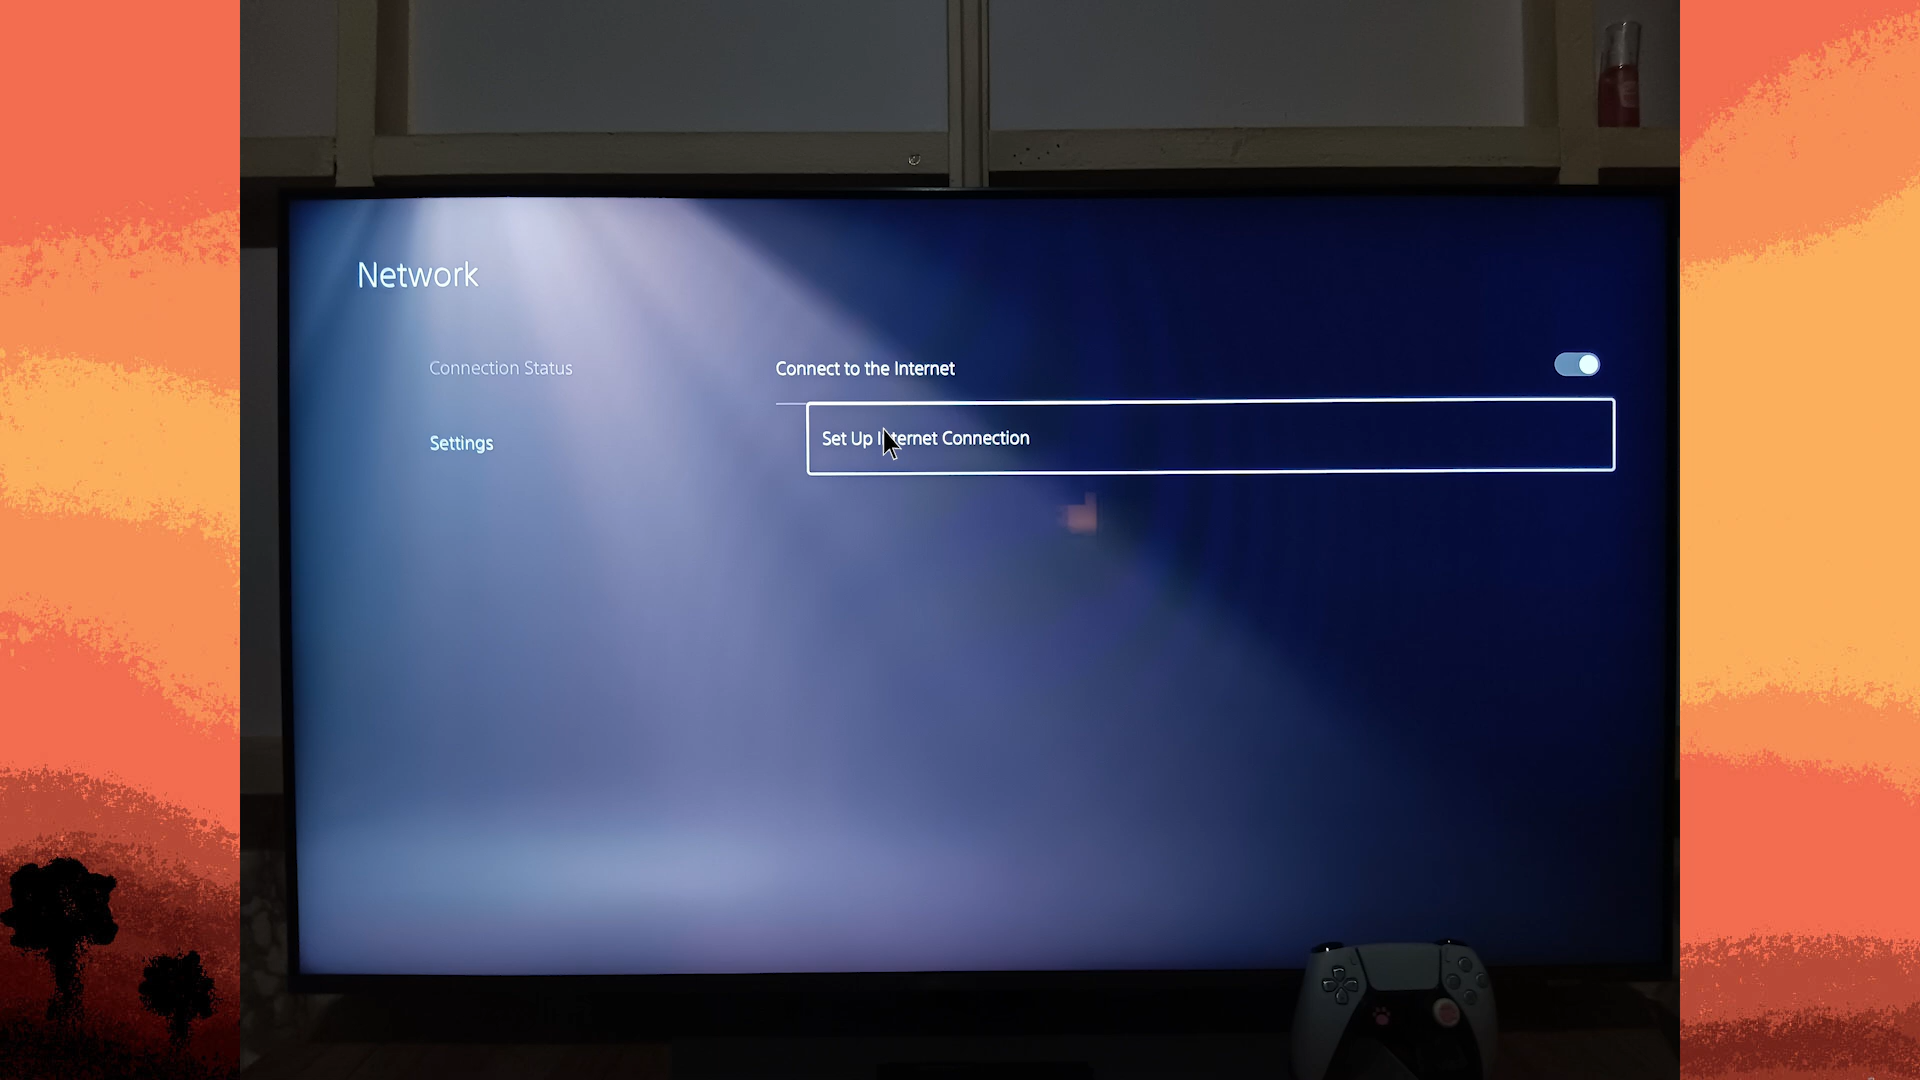 Network
Connection Status
Connect to the Internet
Settings
Set Up Internet Connection